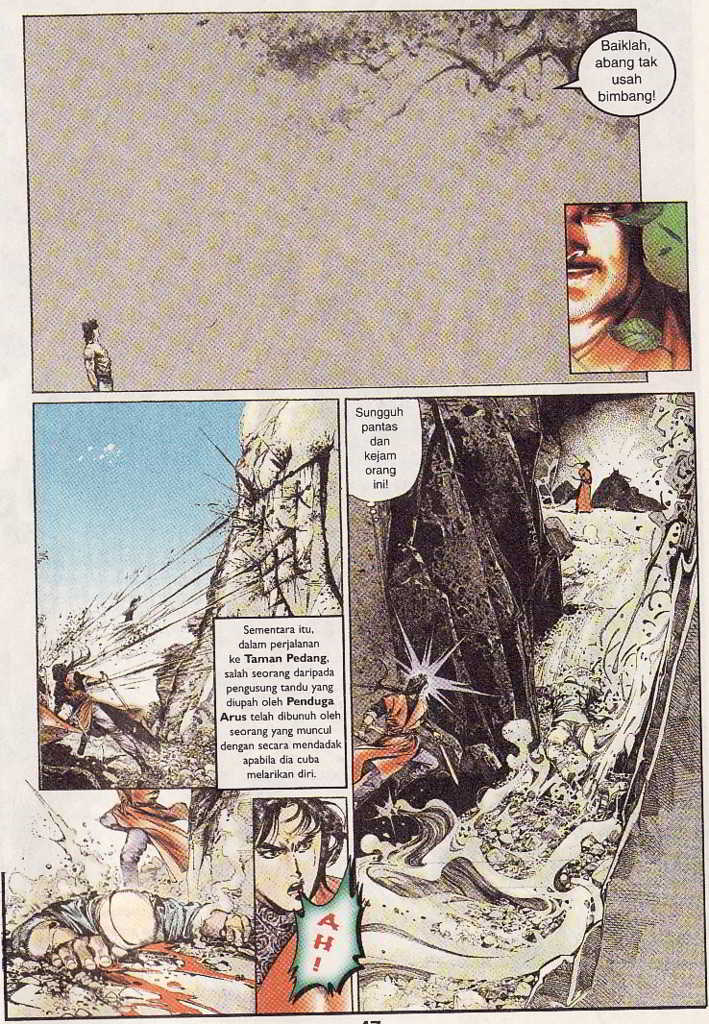 Baiklah,
abang tak
usah
bimbang!
Sungguh
pantas
dan
kejam
orang
ini!
Sementara itu,
dalam perjalanan
ke Taman Pedang,
salah seorang daripada
pengusung tandu yang
diupah oleh Penduga
Arus telah dibunuh oleh
seorang yang muncul
dengan secara mendadak
apabila dia cuba
melarikan diri.
AH!
47